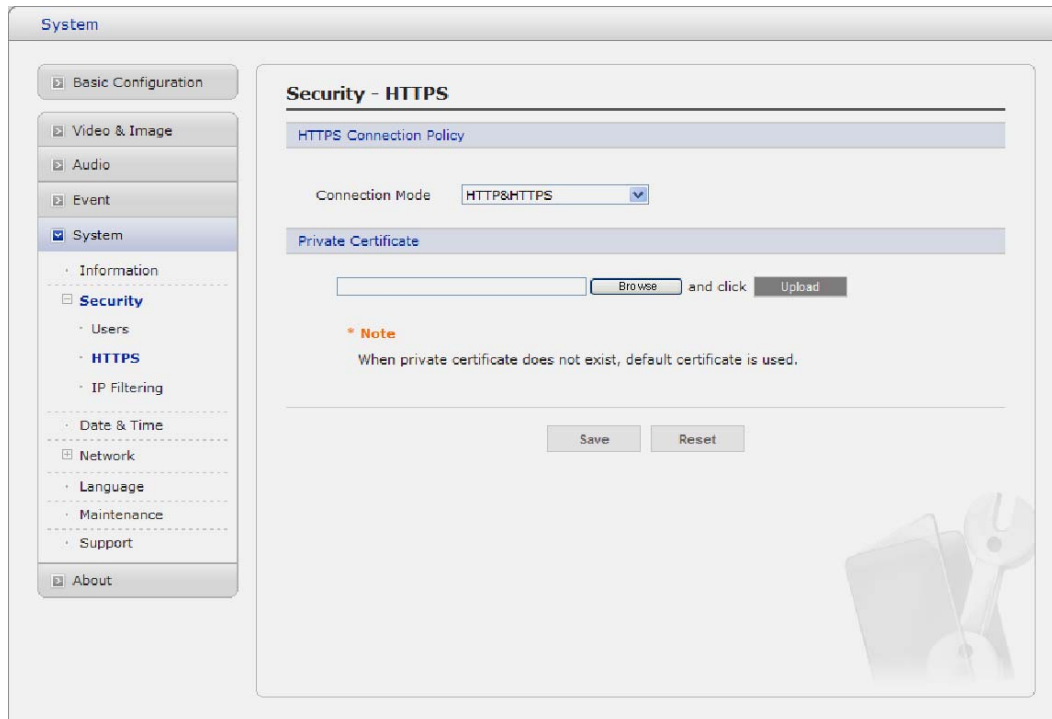 System
Basic Configuration
Video & Image
Audio
Event
System
Information
Security
Users
HTTPS
IP Filtering
Date & Time
Network
Language
Maintenance
Support
About
Security - HTTPS
HTTPS Connection Policy
Connection Mode HTTP&HTTPS
Private Certificate
Browse and click Upload
* Note
When private certificate does not exist, default certificate is used.
Save Reset